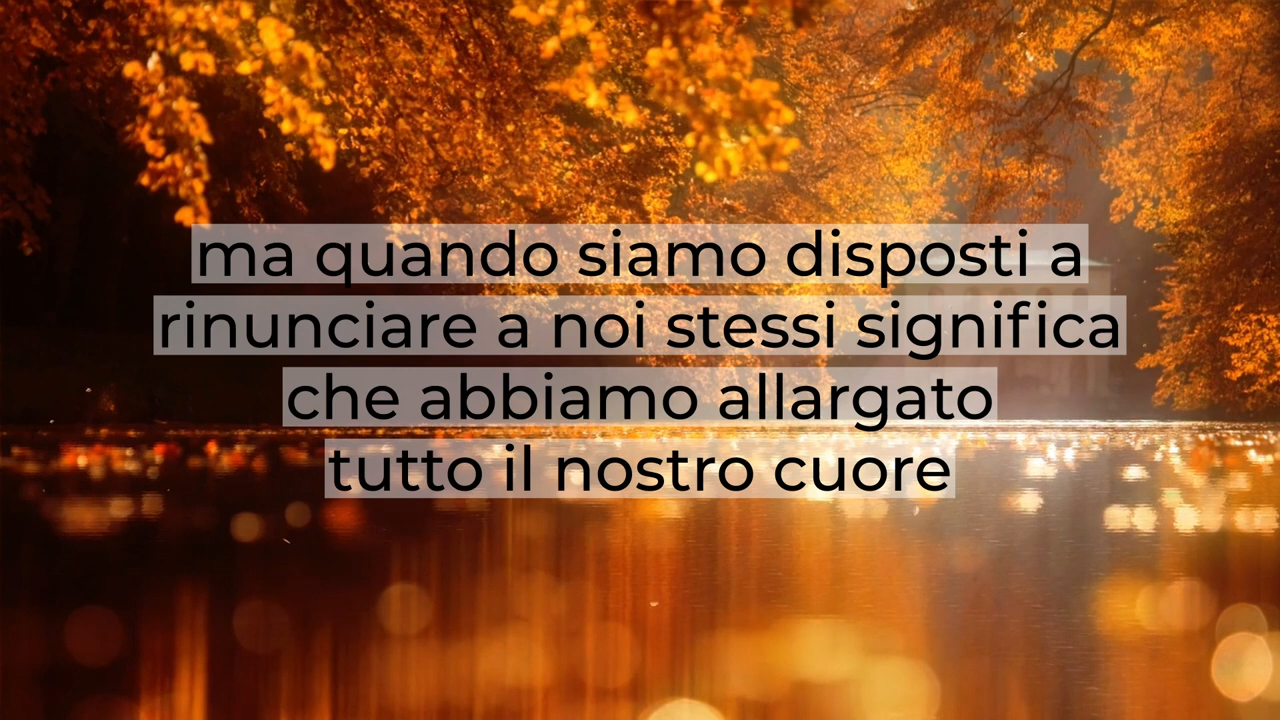 ma quando siamo disposti a
rinunciare a noi stessi significa
che abbiamo allargato
tutto il nostro cuore